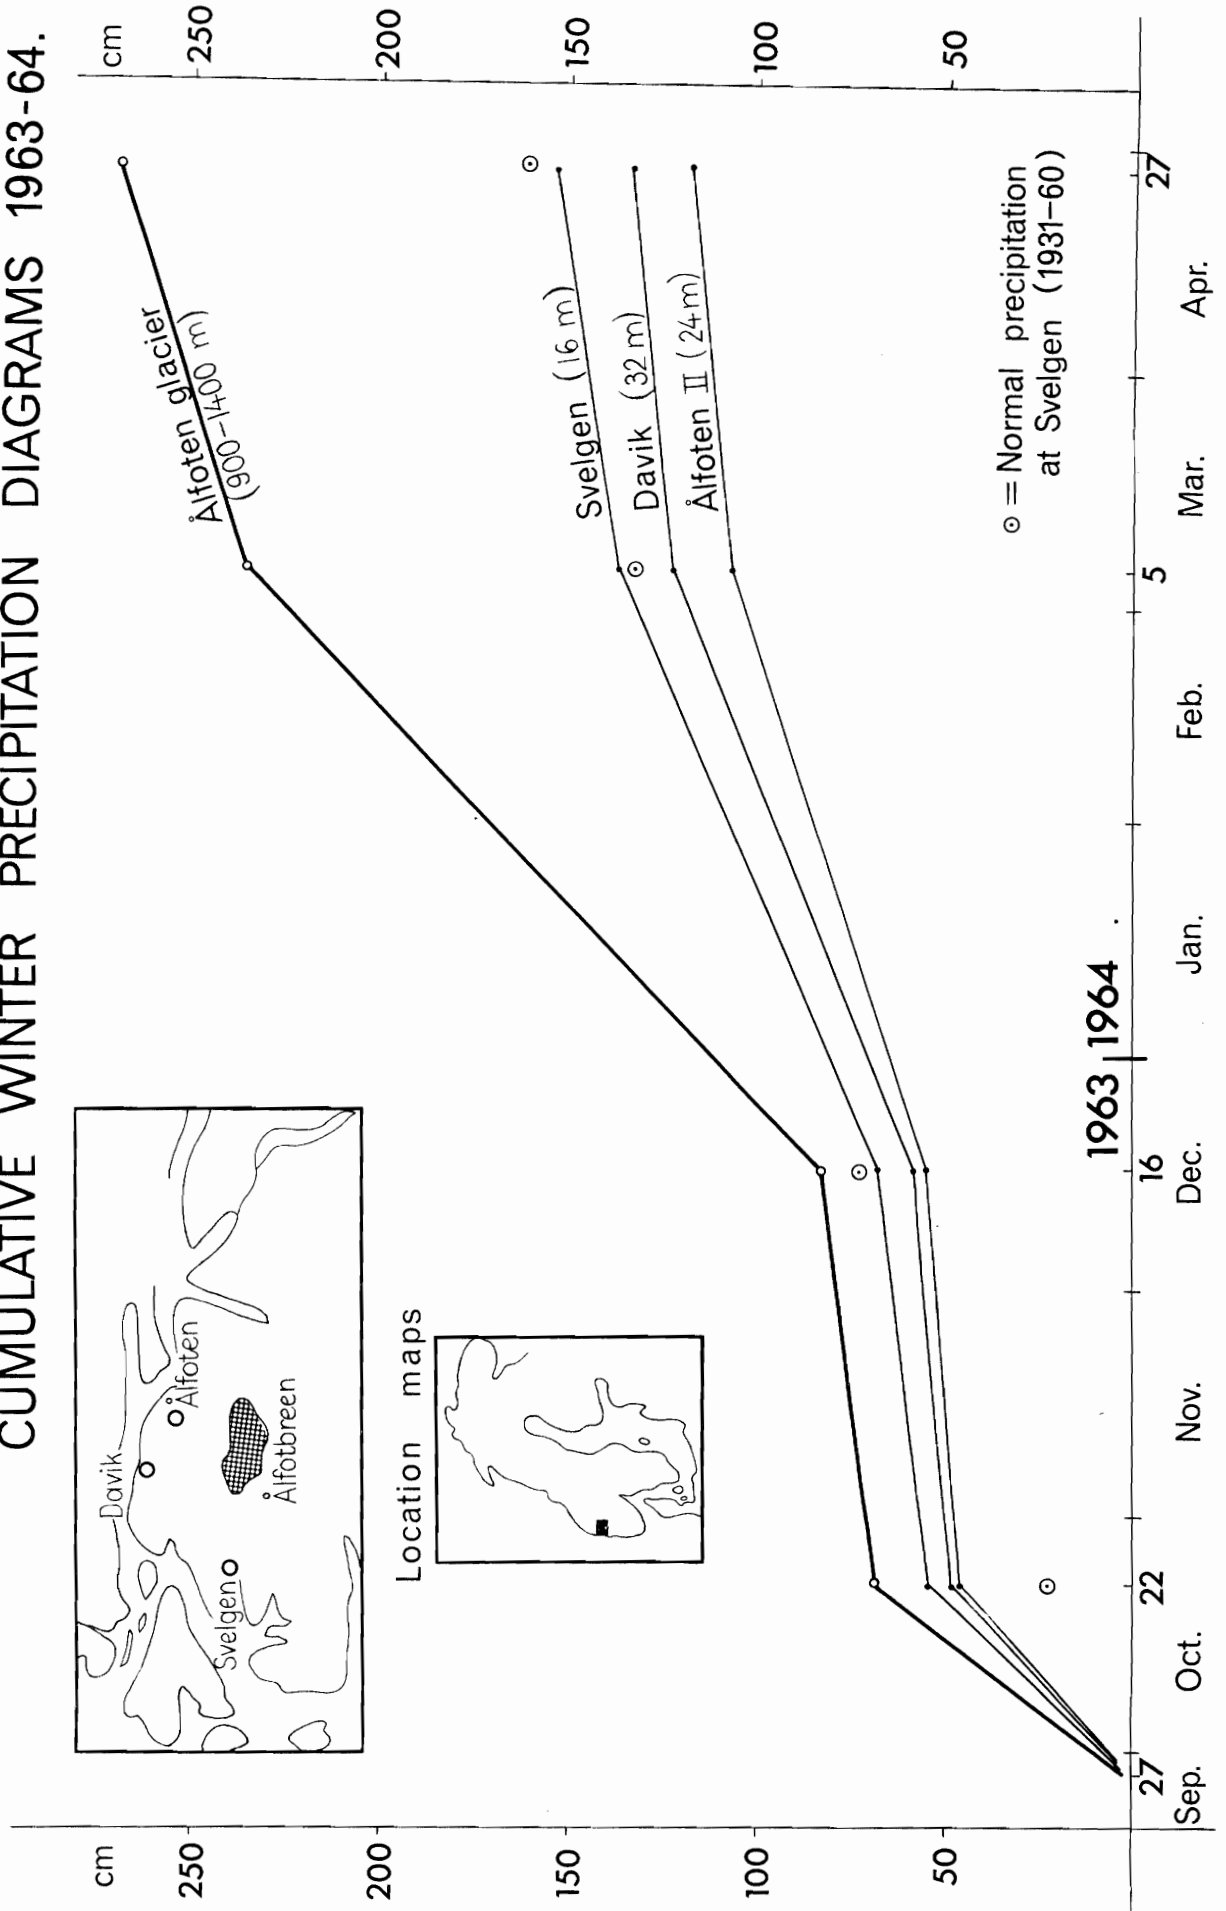 CUMULATIVE WINTER PRECIPITATION DIAGRAMS 1963-64.
cm
250
200
150
100
50
cm
250
200
150
100
50
Davik
Ålfoten
Svelgen
Ålfotbreen
Location maps
Ålfoten glacier
(900-1400 m)
Svelgen (16 m)
Davik (32 m)
Ålfoten II (24m)
⊙ = Normal precipitation
at Svelgen (1931-60)
1963 1964
27 22 16 5 27
Sep. Oct. Nov. Dec. Jan. Feb. Mar. Apr.